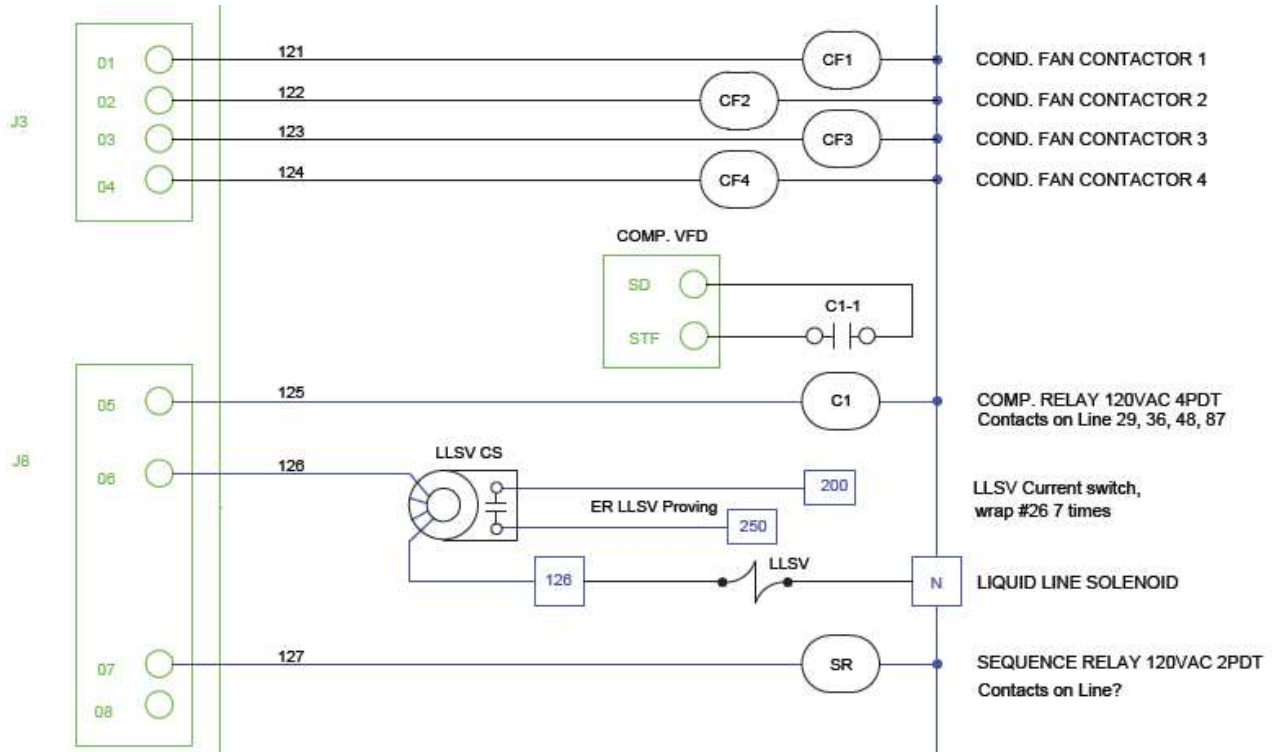 J3
01
121
CF1
COND. FAN CONTACTOR 1
02
122
CF2
COND. FAN CONTACTOR 2
03
123
CF3
COND. FAN CONTACTOR 3
04
124
CF4
COND. FAN CONTACTOR 4
COMP. VFD
SD
STF
C1-1
J8
05
125
C1
COMP. RELAY 120VAC 4PDT
Contacts on Line 29, 36, 48, 87
06
126
LLSV CS
200
ER LLSV Proving
250
LLSV Current switch,
wrap #26 7 times
126
LLSV
N
LIQUID LINE SOLENOID
07
127
SR
SEQUENCE RELAY 120VAC 2PDT
Contacts on Line?
08